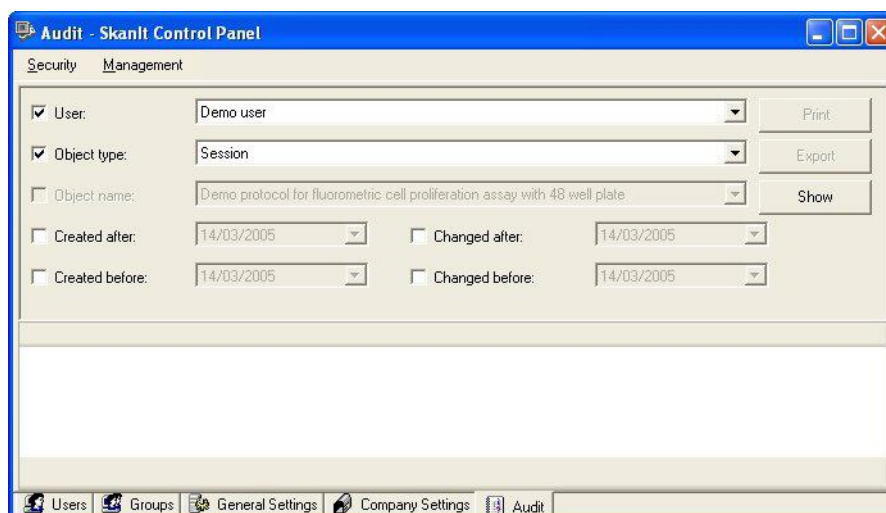 Audit - SkanIt Control Panel
Security Management
User: Demo user Print
Object type: Session Export
Object name: Demo protocol for fluorometric cell proliferation assay with 48 well plate Show
Created after: 14/03/2005 Changed after: 14/03/2005
Created before: 14/03/2005 Changed before: 14/03/2005
Users Groups General Settings Company Settings Audit